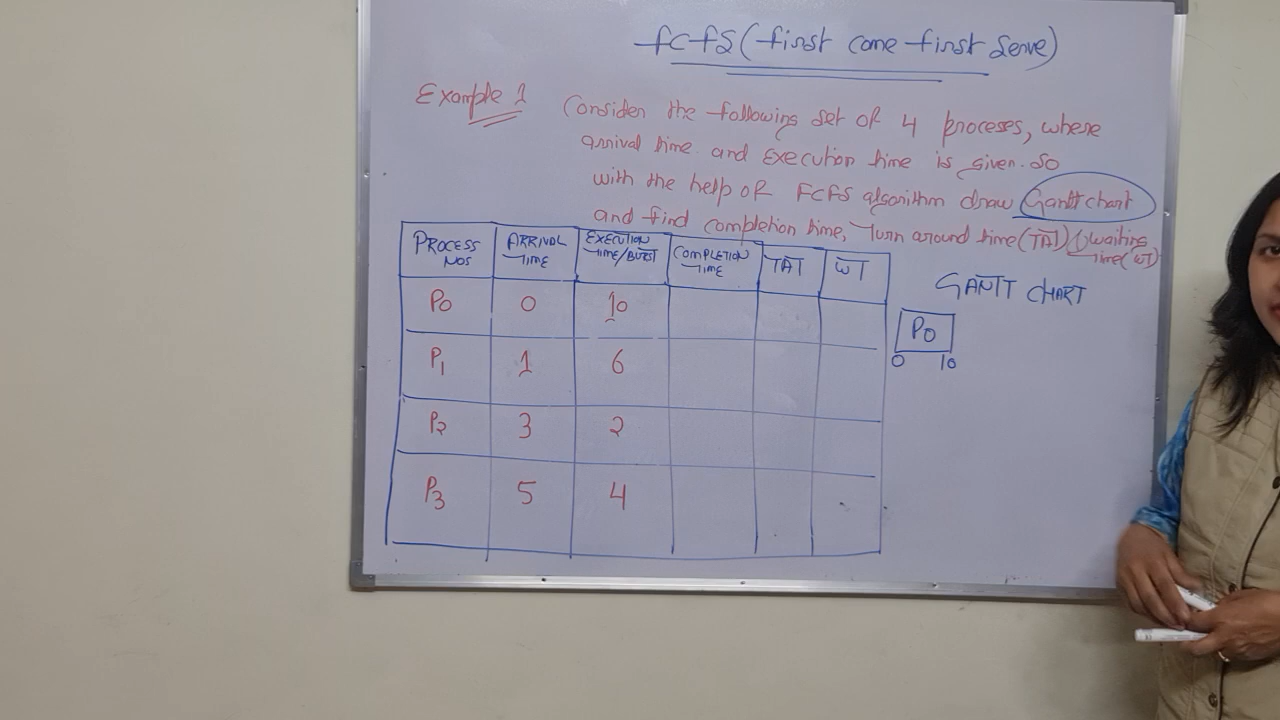 FCFS (first come first serve)
Example 1
Consider the following set of 4 proceses, where
arrival time and execution time is given. So
with the help of FCFS algorithm draw Gantt chart
and find completion time, Turn around time (TAT) & waiting
time (WT)
PROCESS NOS ARRIVAL TIME EXECUTION TIME/BURST COMPLETION TIME TAT WT
P0 0 10
P1 1 6
P2 3 2
P3 5 4
GANTT CHART
P0
0 10